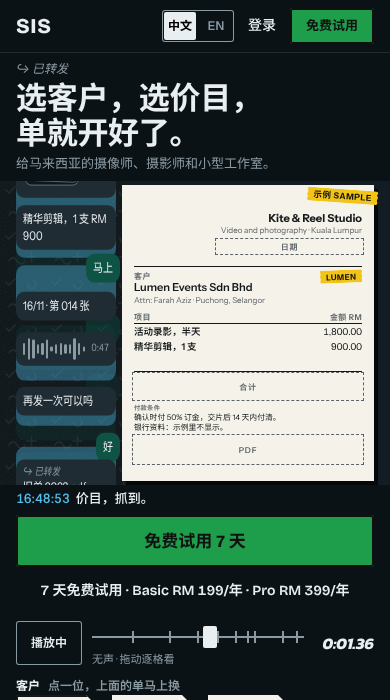 SIS
中文 EN 登录 免费试用
↪ 已转发
选客户，选价目，
单就开好了。
给马来西亚的摄像师、摄影师和小型工作室。
精华剪辑，1 支 RM
900
马上
16/11·第 014 张
0:47
再发一次可以吗
好
↪ 已转发
示例 SAMPLE
Kite & Reel Studio
Video and photography · Kuala Lumpur
日期
客户
LUMEN
Lumen Events Sdn Bhd
Attn: Farah Aziz · Puchong, Selangor
项目 金额 RM
活动录影，半天 1,800.00
精华剪辑，1 支 900.00
合计
付款条件
确认时付 50% 订金，交片后 14 天内付清。
银行资料：示例里不显示。
PDF
16:48:53 价目，抓到。
免费试用 7 天
7 天免费试用 · Basic RM 199/年 · Pro RM 399/年
播放中
0:01.36
无声 · 拖动逐格看
客户 点一位，上面的单马上换